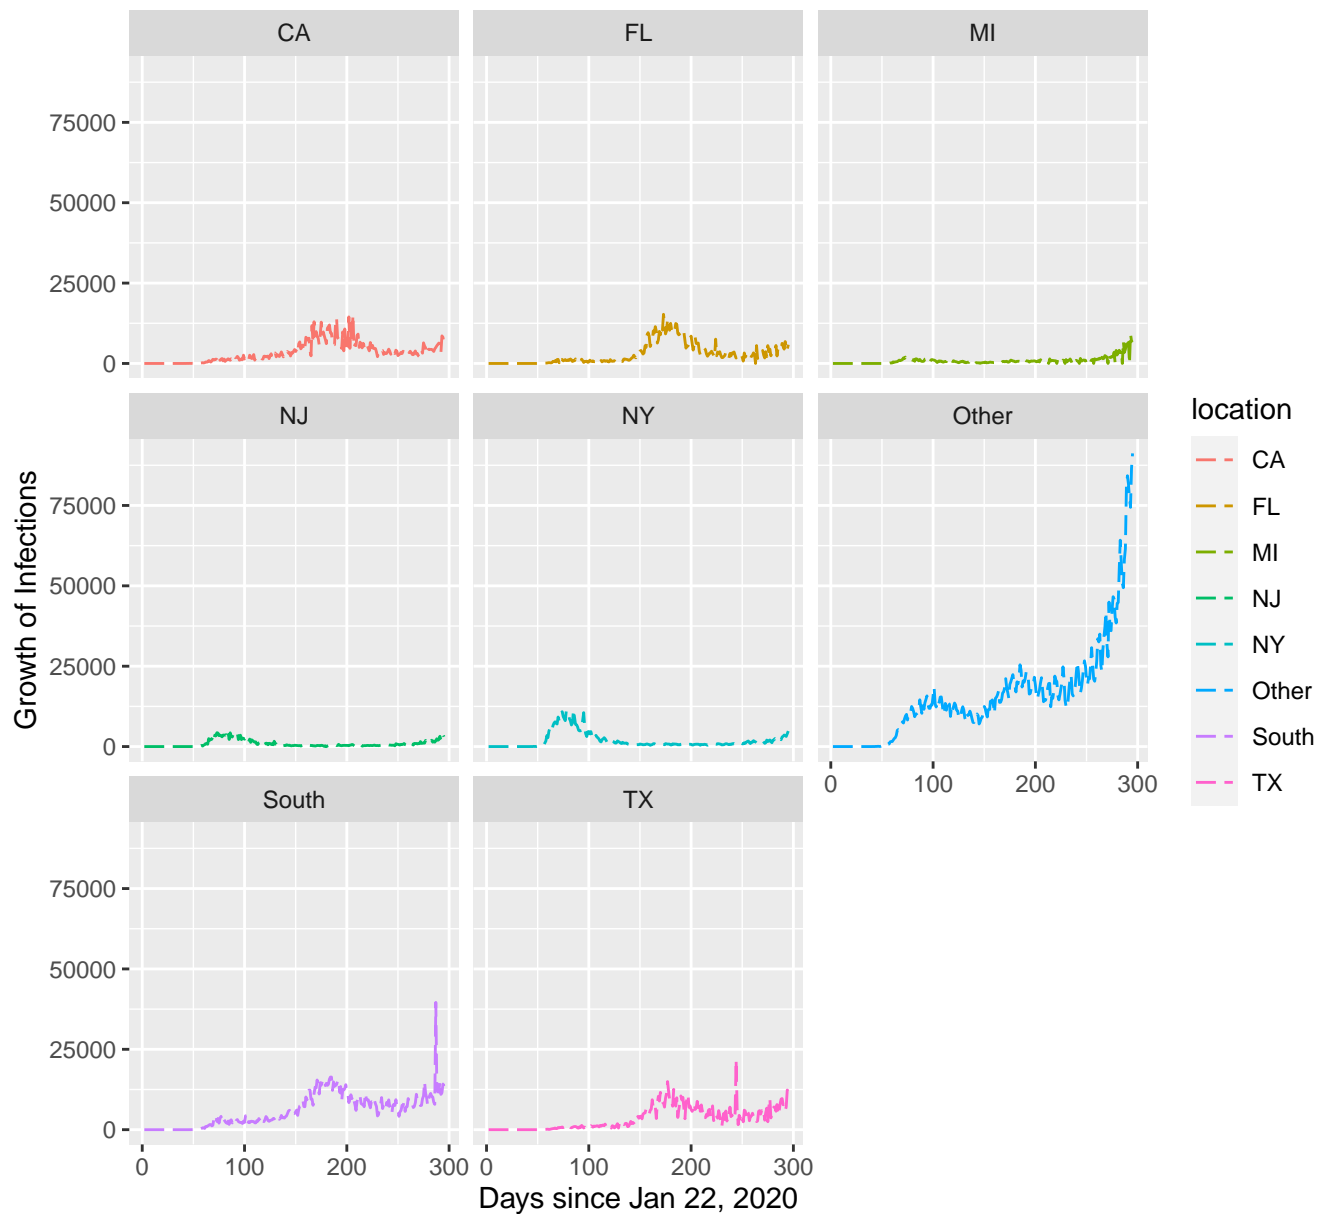 CA FL MI
75000
50000
25000
0
NJ NY Other
75000
50000
25000
0
0 100 200 300
South TX
75000
50000
25000
0
0 100 200 300 0 100 200 300
Days since Jan 22, 2020
Growth of Infections
location
CA
FL
MI
NJ
NY
Other
South
TX